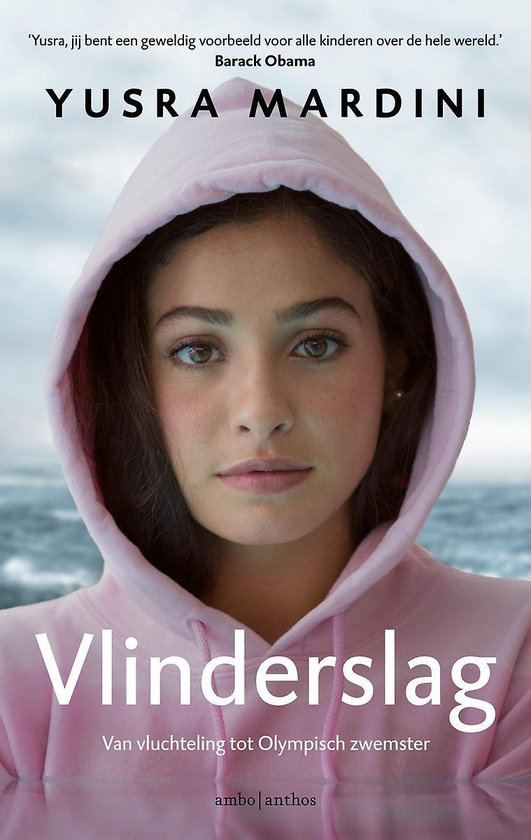 ‘Yusra, jij bent een geweldig voorbeeld voor alle kinderen over de hele wereld.’
Barack Obama
YUSRA MARDINI
Vlinderslag
Van vluchteling tot Olympisch zwemster
ambo|anthos